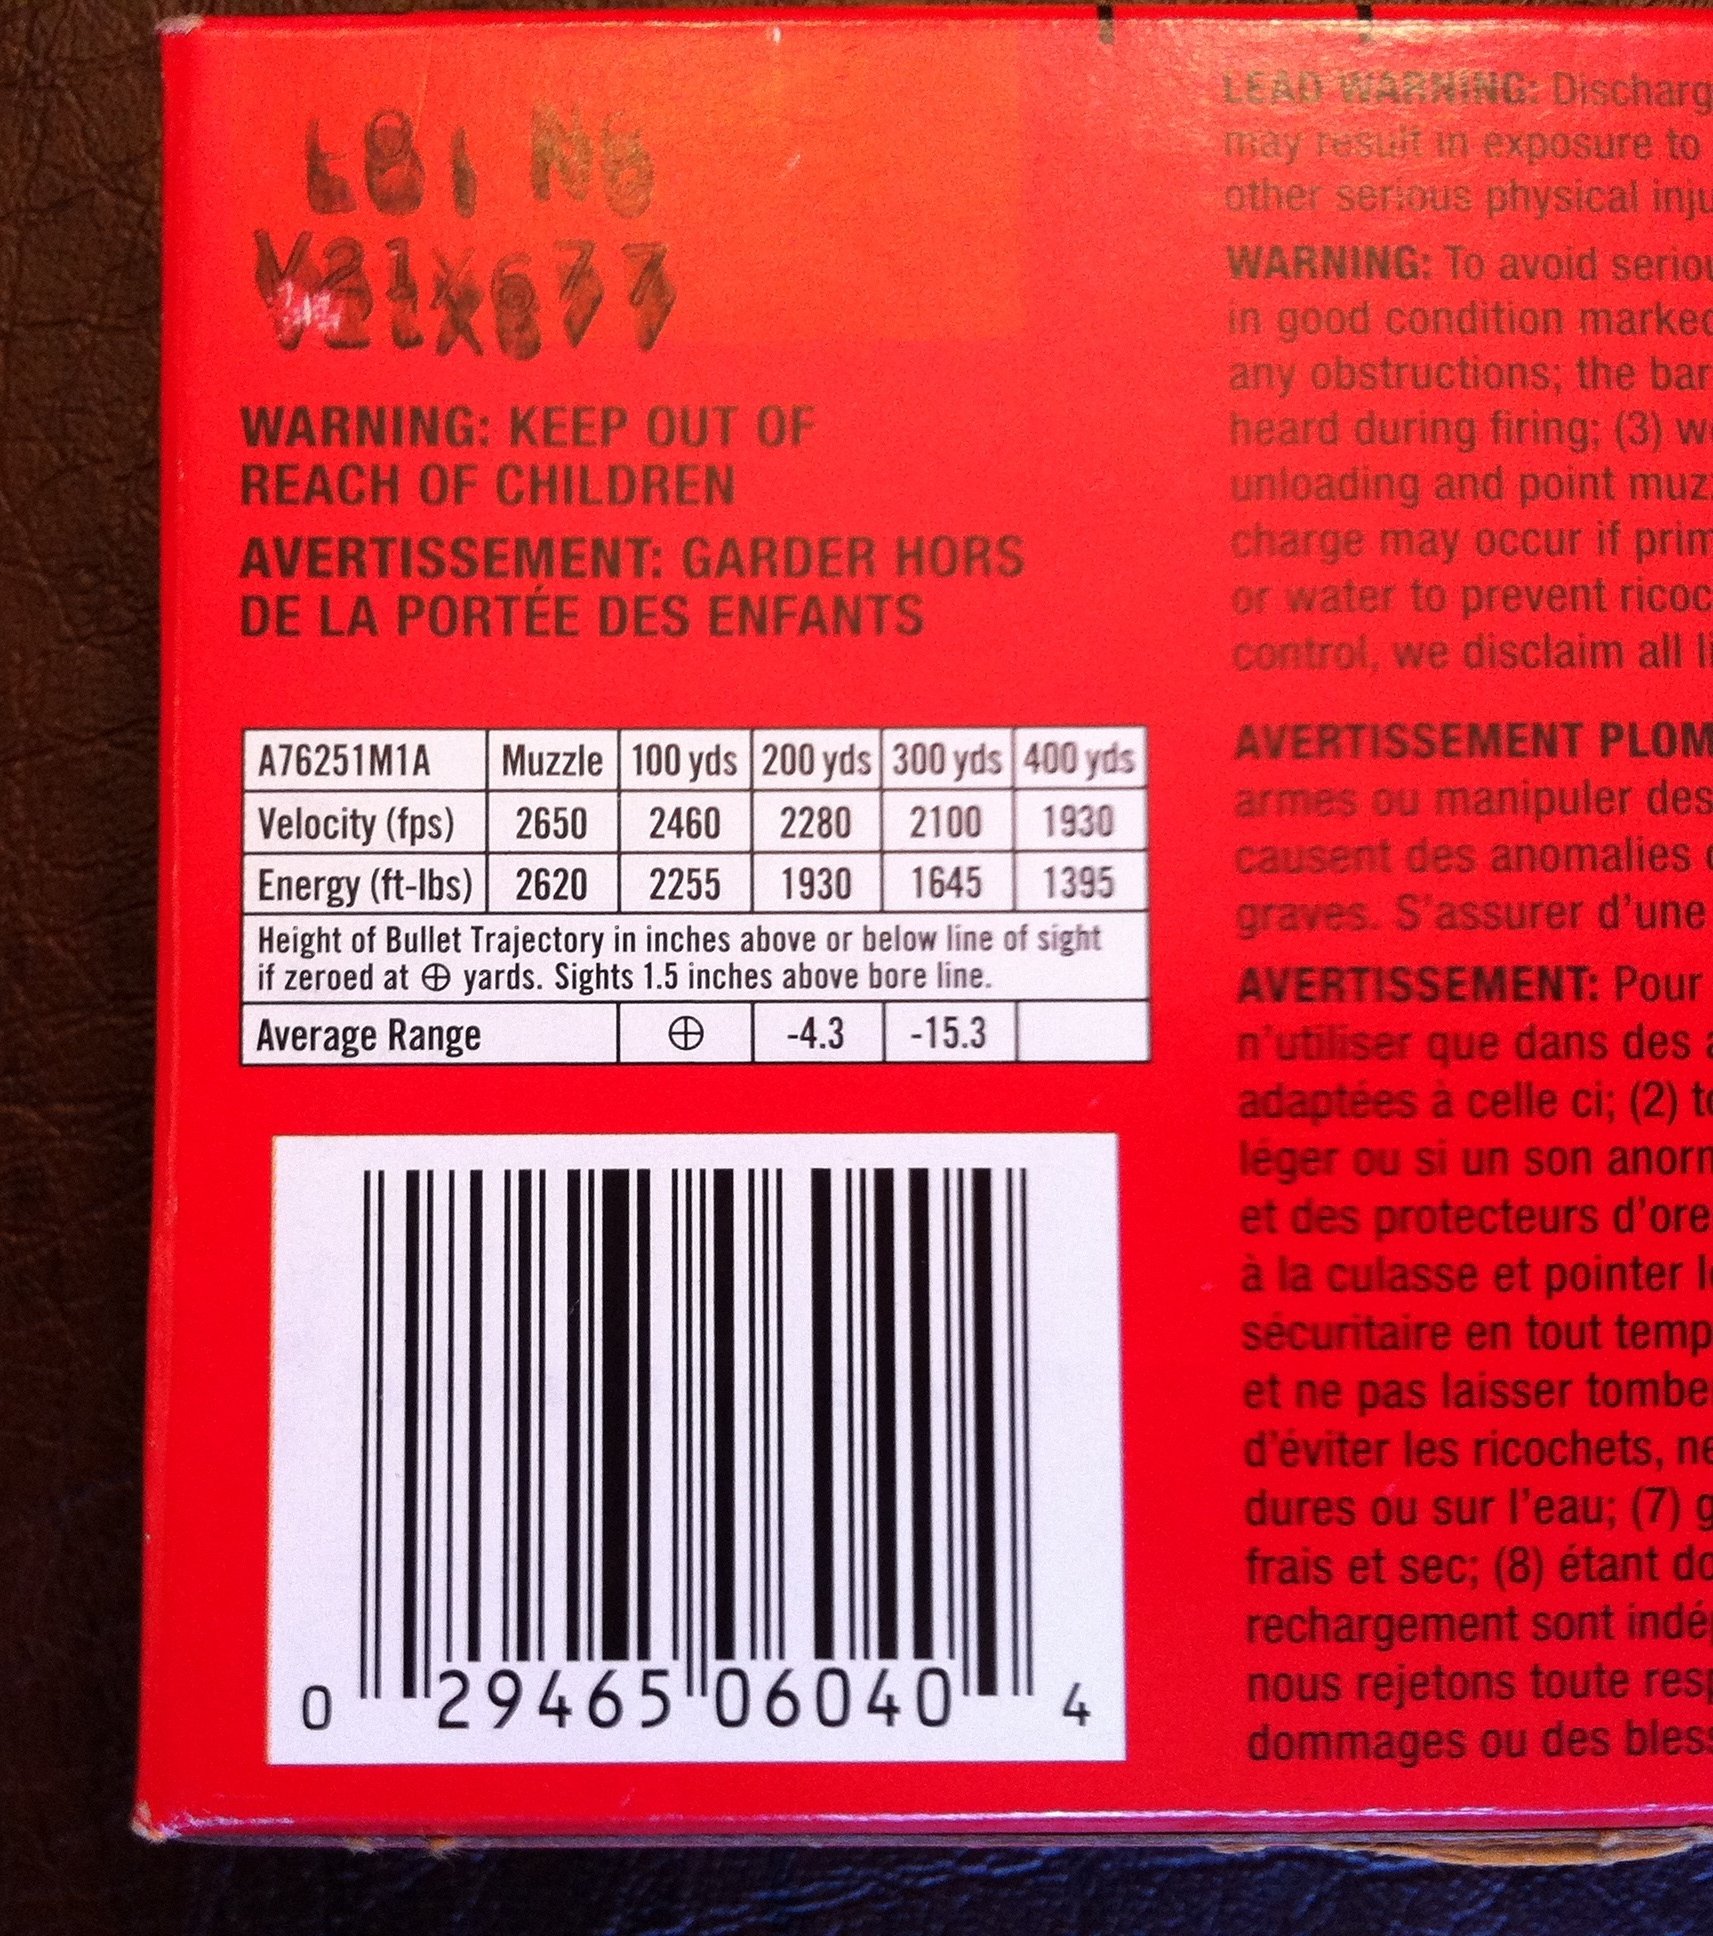 WARNING: KEEP OUT OF
REACH OF CHILDREN
AVERTISSEMENT: GARDER HORS
DE LA PORTÉE DES ENFANTS
A76251M1A Muzzle 100 yds 200 yds 300 yds 400 yds
Velocity (fps) 2650 2460 2280 2100 1930
Energy (ft-lbs) 2620 2255 1930 1645 1395
Height of Bullet Trajectory in inches above or below line of sight
if zeroed at ⊕ yards. Sights 1.5 inches above bore line.
Average Range ⊕ -4.3 -15.3
0 29465 06040 4
LEAD WARNING: Discharg
may result in exposure to
other serious physical inju
WARNING: To avoid seriou
in good condition marked
any obstructions; the bar
heard during firing; (3) we
unloading and point muzz
charge may occur if prim
or water to prevent ricoc
control, we disclaim all li
AVERTISSEMENT PLOM
armes ou manipuler des
causent des anomalies
graves. S'assurer d'une
AVERTISSEMENT: Pour
n'utiliser que dans des a
adaptées à celle ci; (2) to
léger ou si un son anorm
et des protecteurs d'ore
à la culasse et pointer le
sécuritaire en tout temp
et ne pas laisser tombe
d'éviter les ricochets, ne
dures ou sur l'eau; (7) g
frais et sec; (8) étant do
rechargement sont indé
nous rejetons toute resp
dommages ou des bless